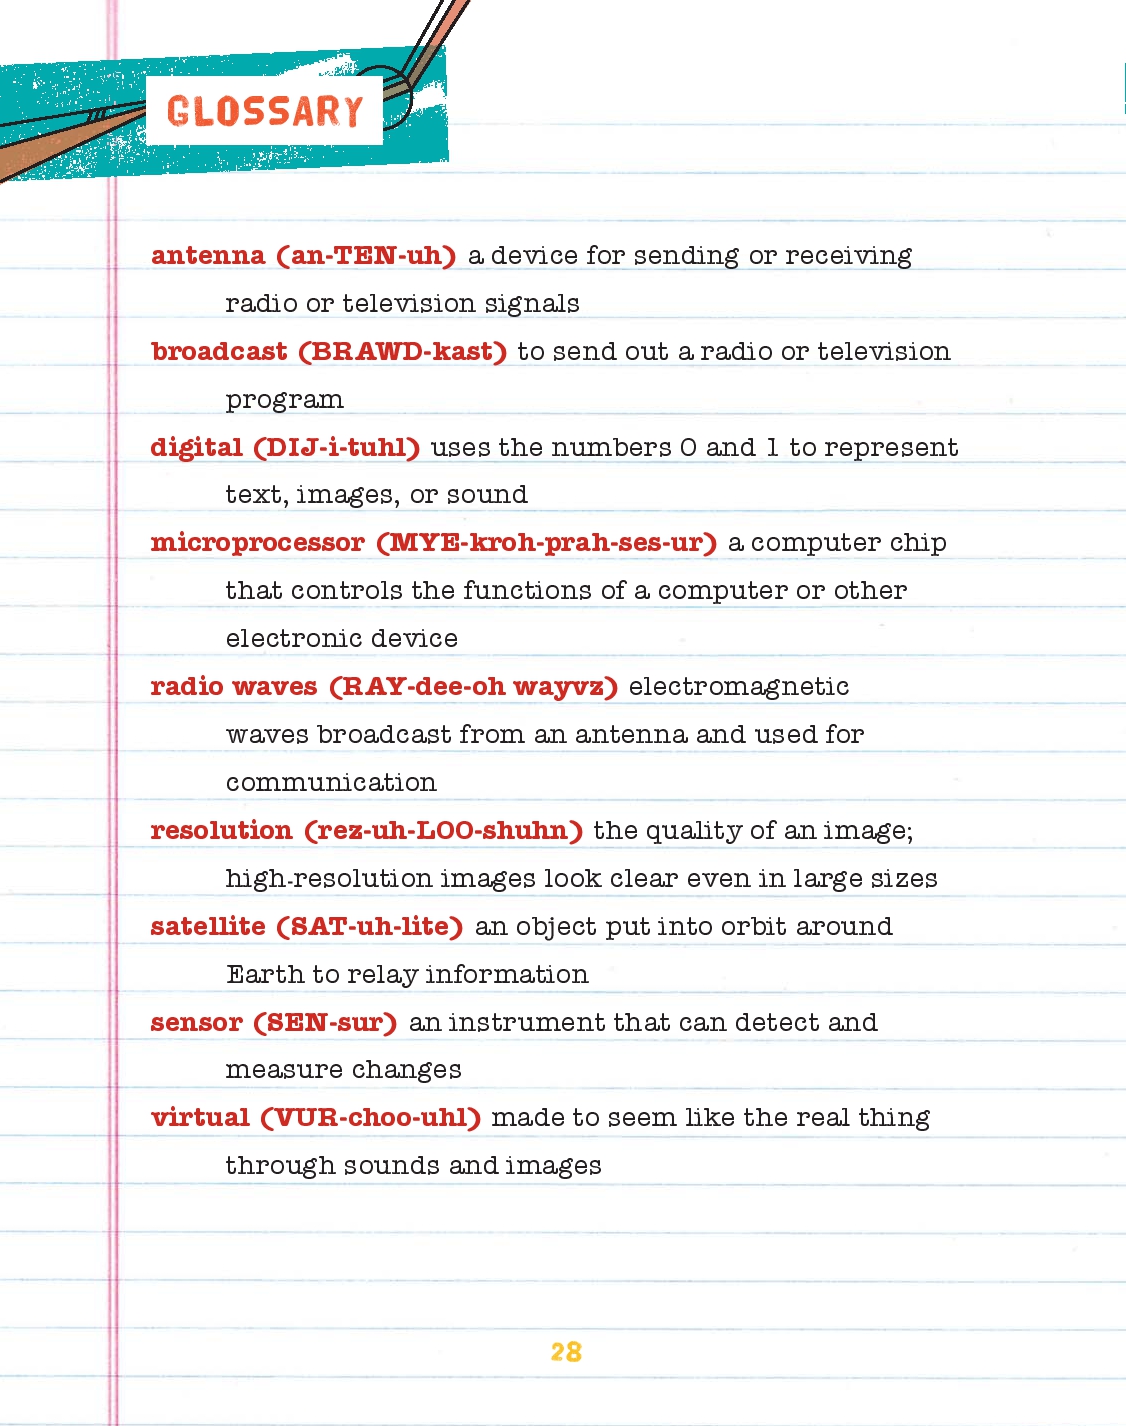 GLOSSARY
antenna (an-TEN-uh) a device for sending or receiving
radio or television signals
broadcast (BRAWD-kast) to send out a radio or television
program
digital (DIJ-i-tuhl) uses the numbers 0 and 1 to represent
text, images, or sound
microprocessor (MYE-kroh-prah-ses-ur) a computer chip
that controls the functions of a computer or other
electronic device
radio waves (RAY-dee-oh wayvz) electromagnetic
waves broadcast from an antenna and used for
communication
resolution (rez-uh-LOO-shuhn) the quality of an image;
high-resolution images look clear even in large sizes
satellite (SAT-uh-lite) an object put into orbit around
Earth to relay information
sensor (SEN-sur) an instrument that can detect and
measure changes
virtual (VUR-choo-uhl) made to seem like the real thing
through sounds and images
28